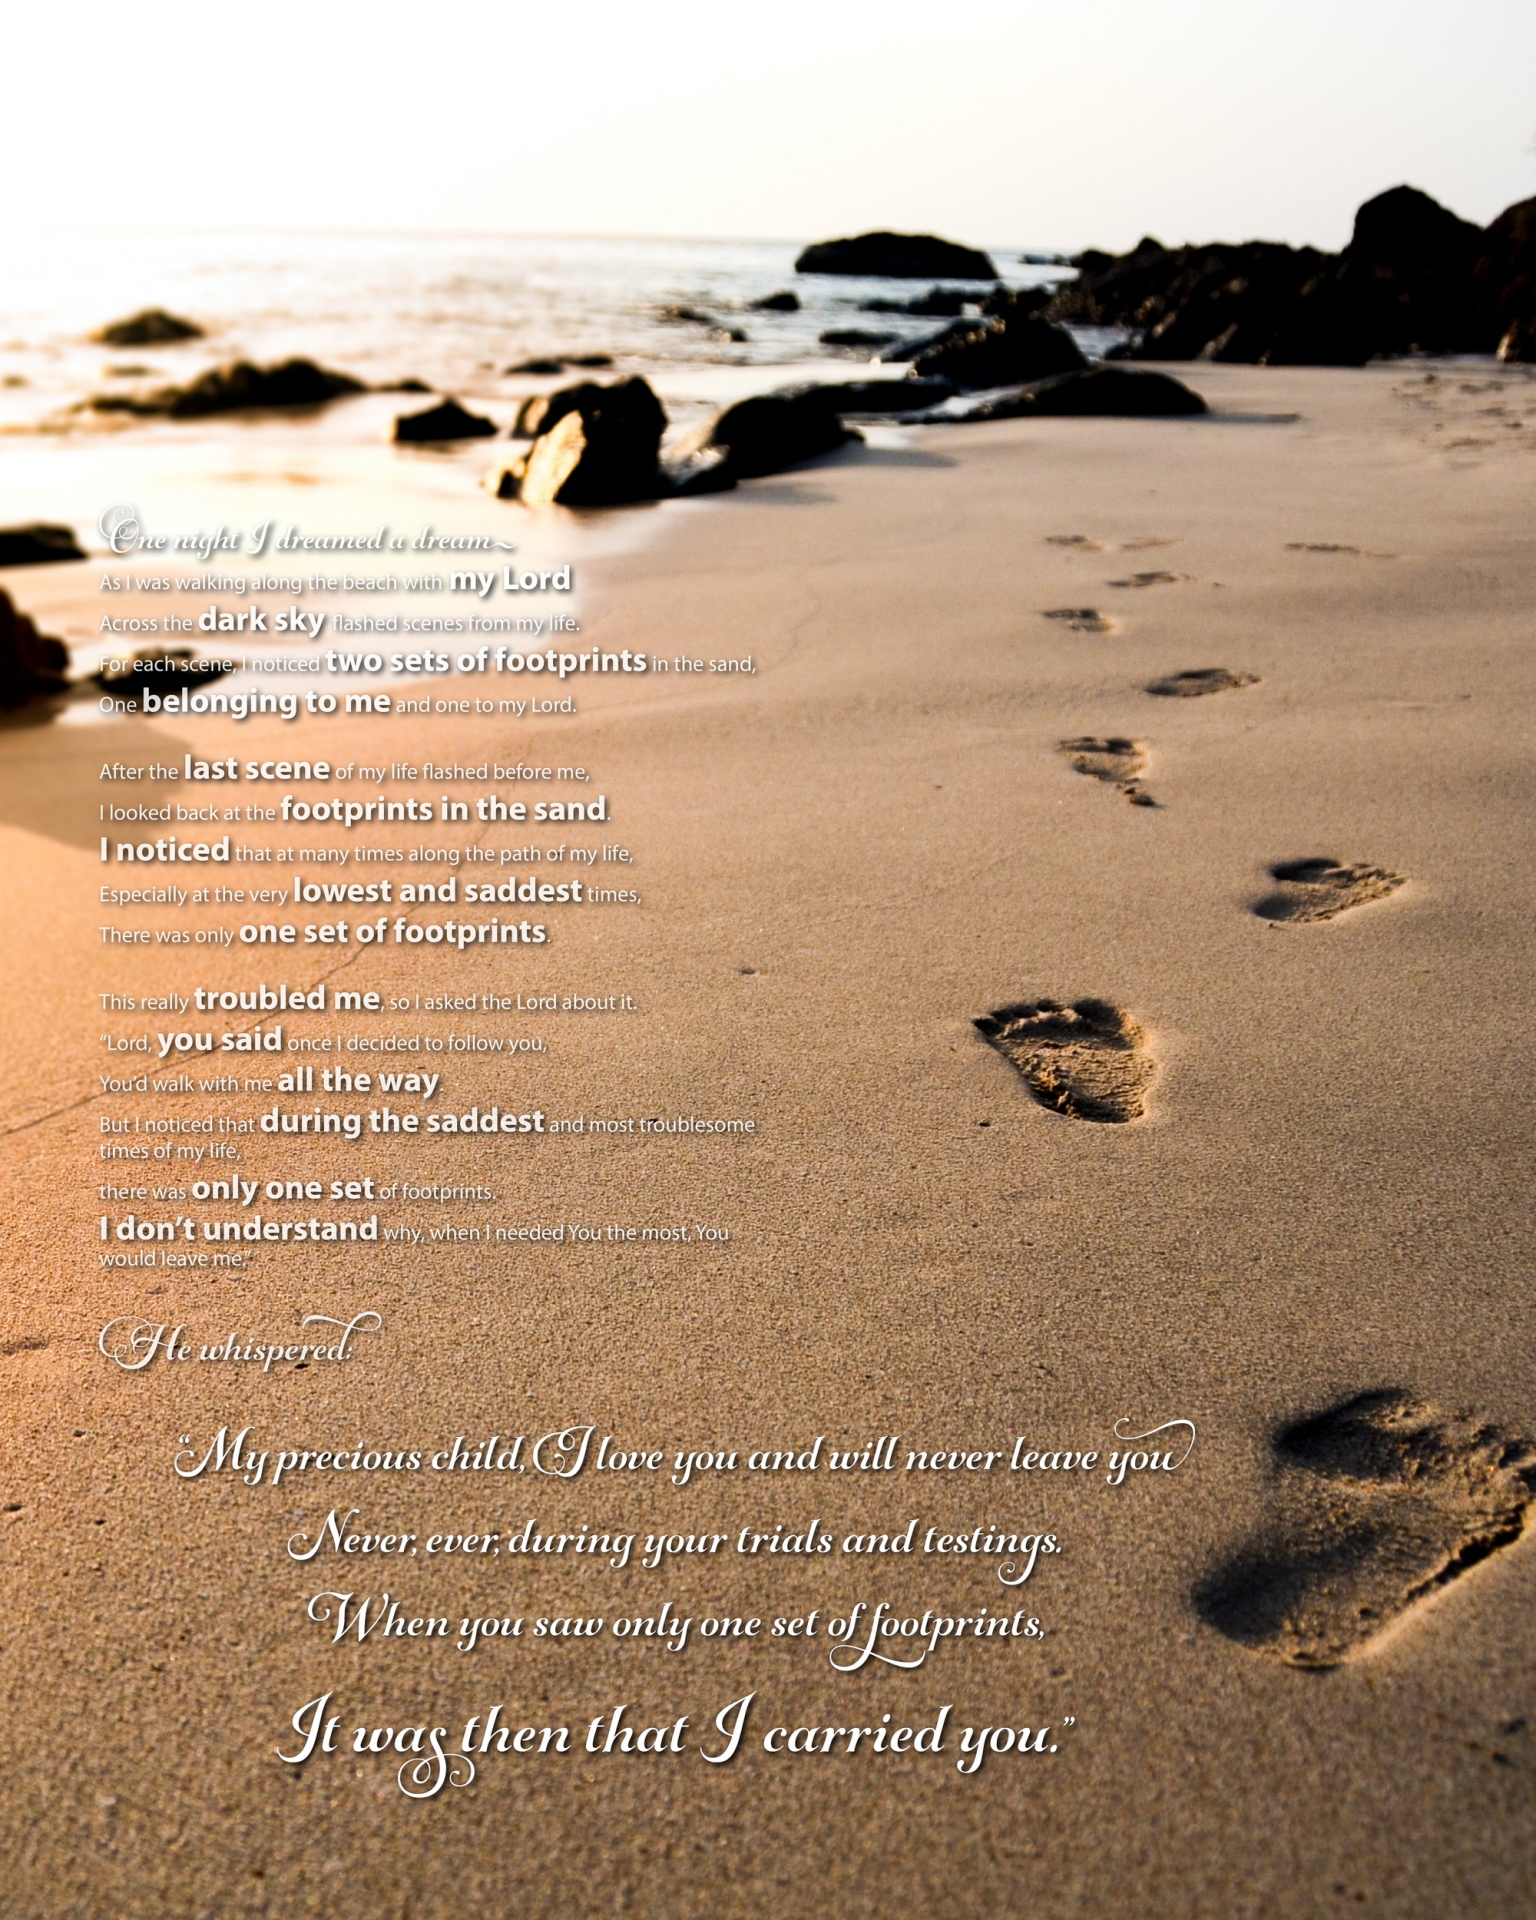 One night I dreamed a dream
As I was walking along the beach with my Lord
Across the dark sky flashed scenes from my life.
For each scene, I noticed two sets of footprints in the sand,
One belonging to me and one to my Lord.
After the last scene of my life flashed before me,
I looked back at the footprints in the sand.
I noticed that at many times along the path of my life,
Especially at the very lowest and saddest times,
There was only one set of footprints.
This really troubled me, so I asked the Lord about it.
“Lord, you said once I decided to follow you,
You’d walk with me all the way.
But I noticed that during the saddest and most troublesome
times of my life,
there was only one set of footprints.
I don’t understand why, when I needed You the most, You
would leave me.”
He whispered:
“My precious child, I love you and will never leave you
Never, ever, during your trials and testings.
When you saw only one set of footprints,
It was then that I carried you.”